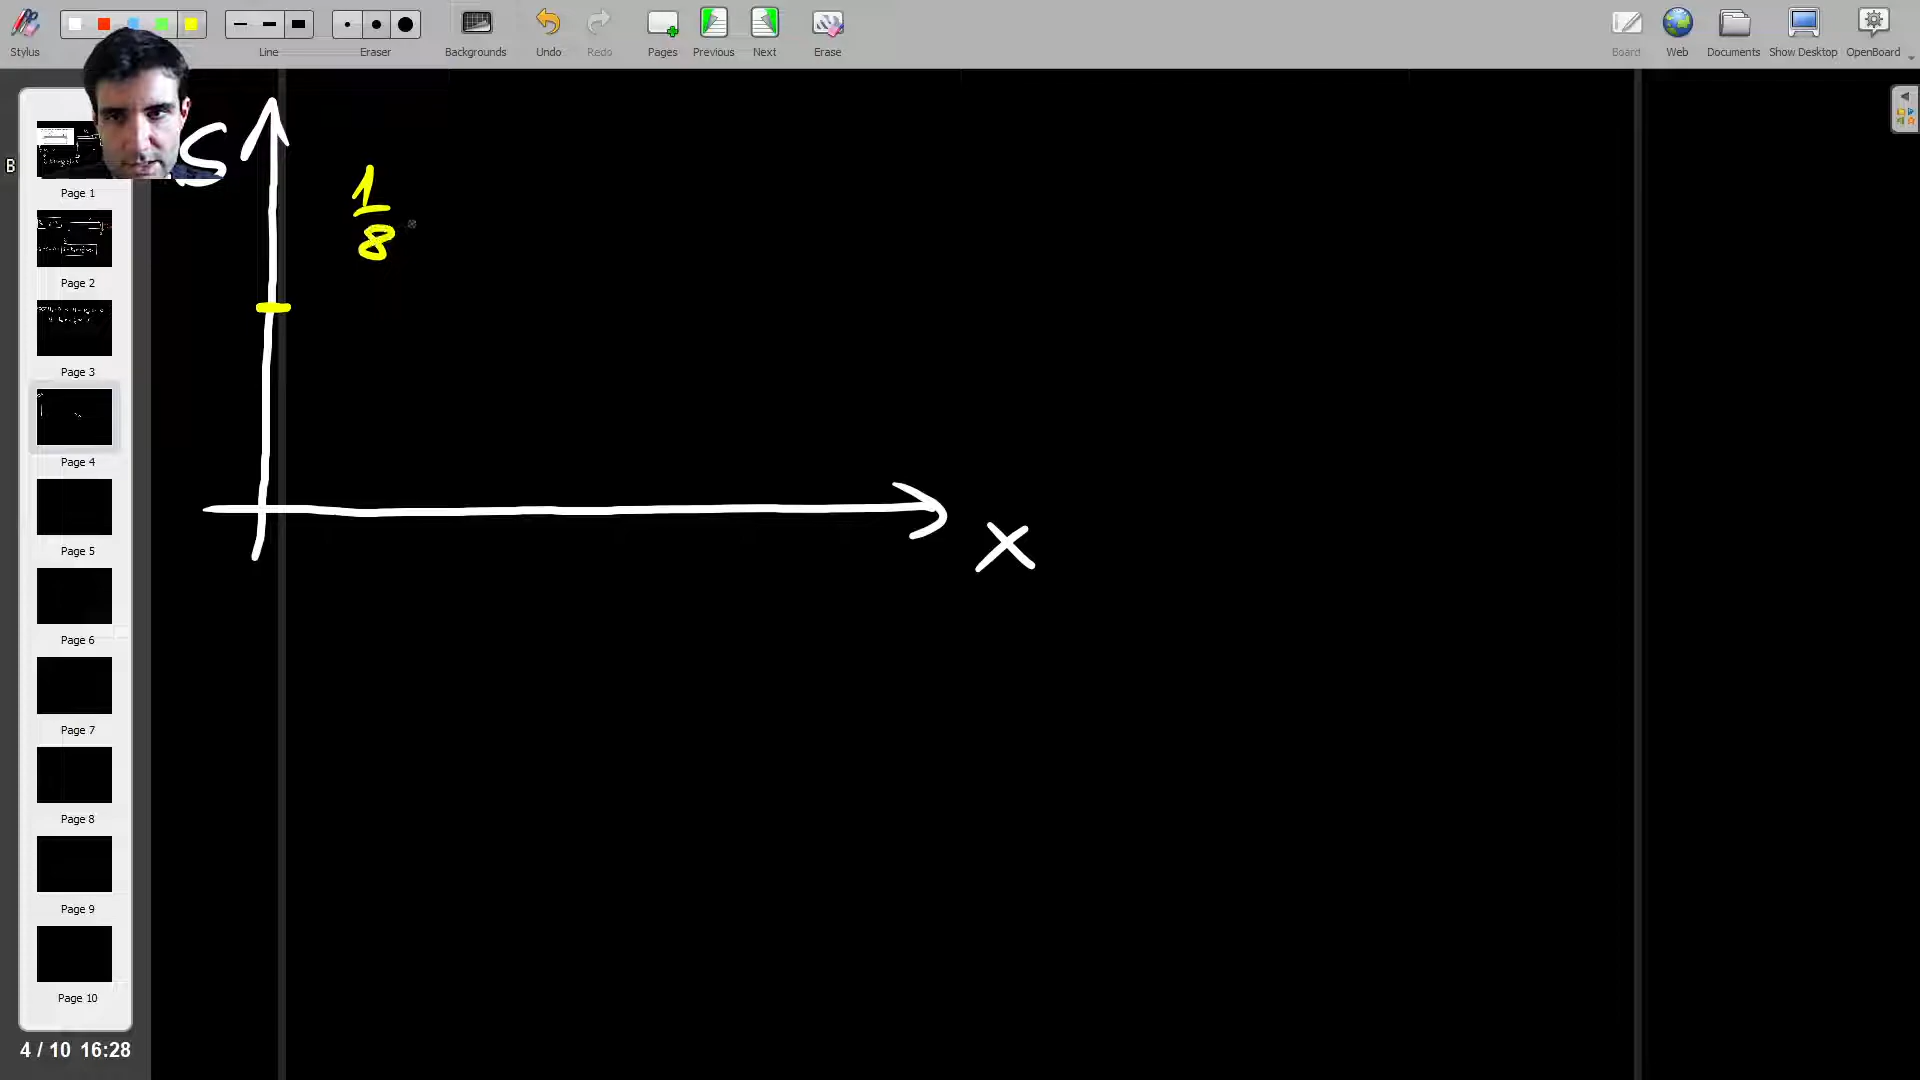 Stylus
Line
Eraser
Backgrounds
Undo
Redo
Pages
Previous
Next
Erase
Board
Web
Documents
Show Desktop
OpenBoard
B
S
1
8
x
Page 1
Page 2
Page 3
Page 4
Page 5
Page 6
Page 7
Page 8
Page 9
Page 10
4 / 10 16:28